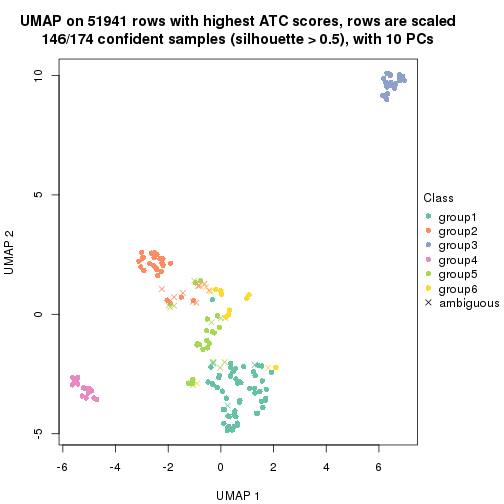 UMAP on 51941 rows with highest ATC scores, rows are scaled
146/174 confident samples (silhouette > 0.5), with 10 PCs
10
5
0
-5
UMAP 2
-6
-4
-2
0
2
4
6
UMAP 1
Class
group1
group2
group3
group4
group5
group6
ambiguous